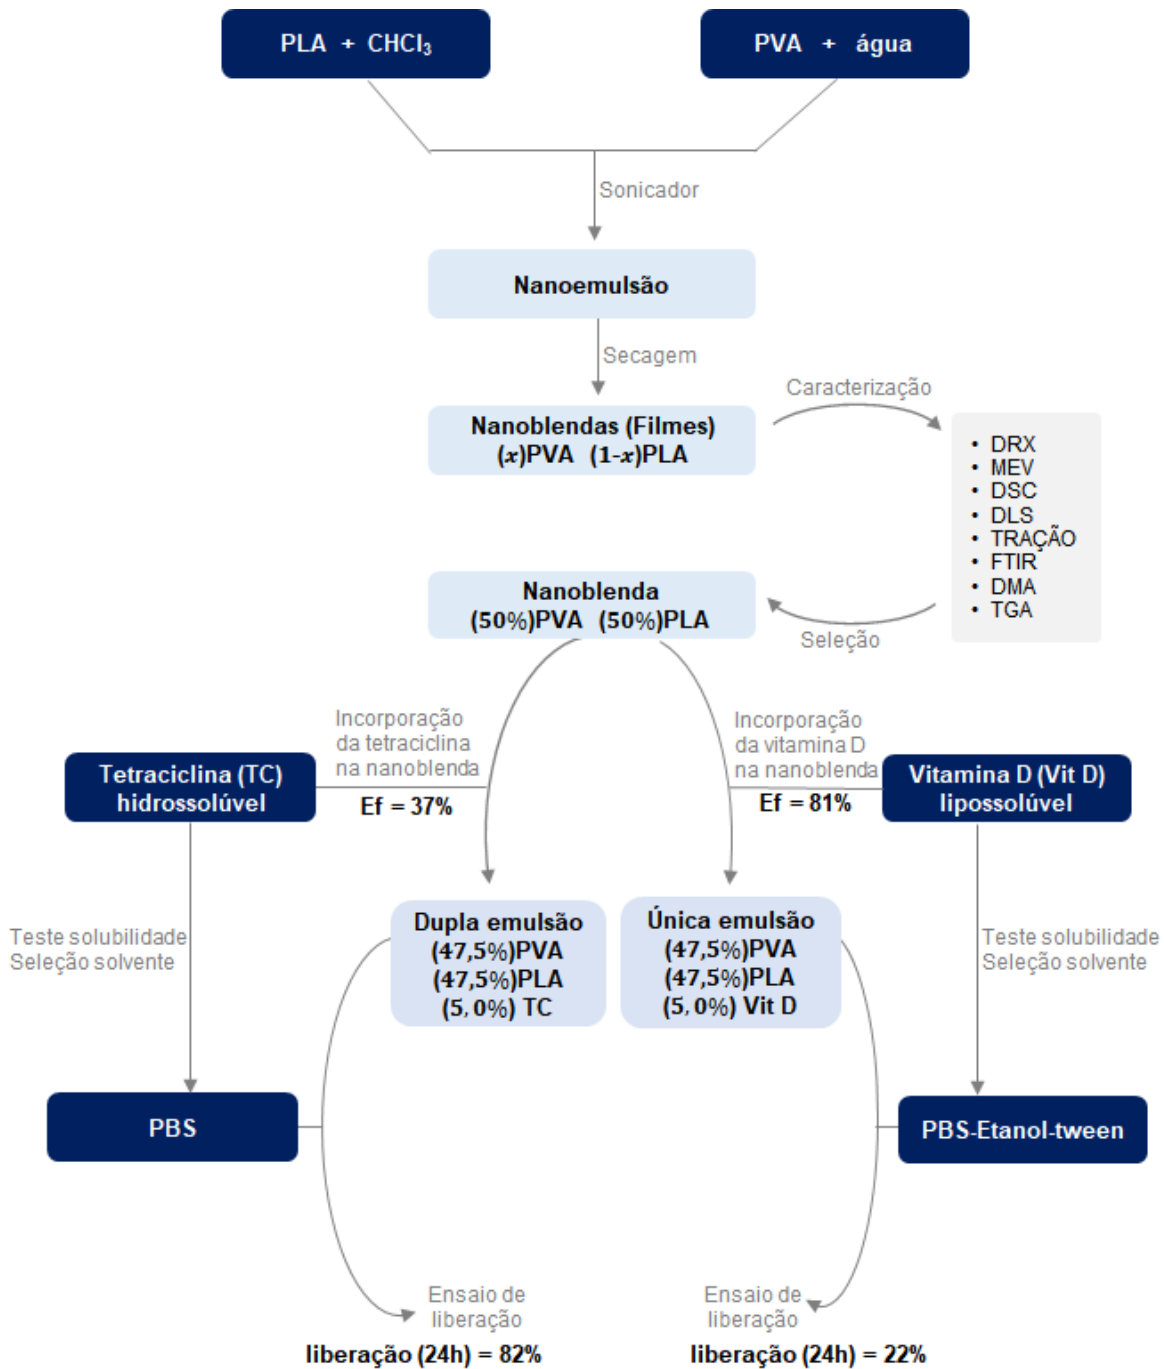 PLA + CHCl₃
PVA + água
Sonicador
Nanoemulsão
Secagem
Nanoblendas (Filmes)
(x)PVA (1-x)PLA
Caracterização
• DRX
• MEV
• DSC
• DLS
• TRAÇÃO
• FTIR
• DMA
• TGA
Seleção
Nanoblenda
(50%)PVA (50%)PLA
Incorporação
da tetraciclina
na nanoblenda
Ef = 37%
Incorporação
da vitamina D
na nanoblenda
Ef = 81%
Tetraciclina (TC)
hidrossolúvel
Vitamina D (Vit D)
lipossolúvel
Dupla emulsão
(47,5%)PVA
(47,5%)PLA
(5,0%) TC
Única emulsão
(47,5%)PVA
(47,5%)PLA
(5,0%) Vit D
Teste solubilidade
Seleção solvente
Teste solubilidade
Seleção solvente
PBS
PBS-Etanol-tween
Ensaio de
liberação
liberação (24h) = 82%
Ensaio de
liberação
liberação (24h) = 22%